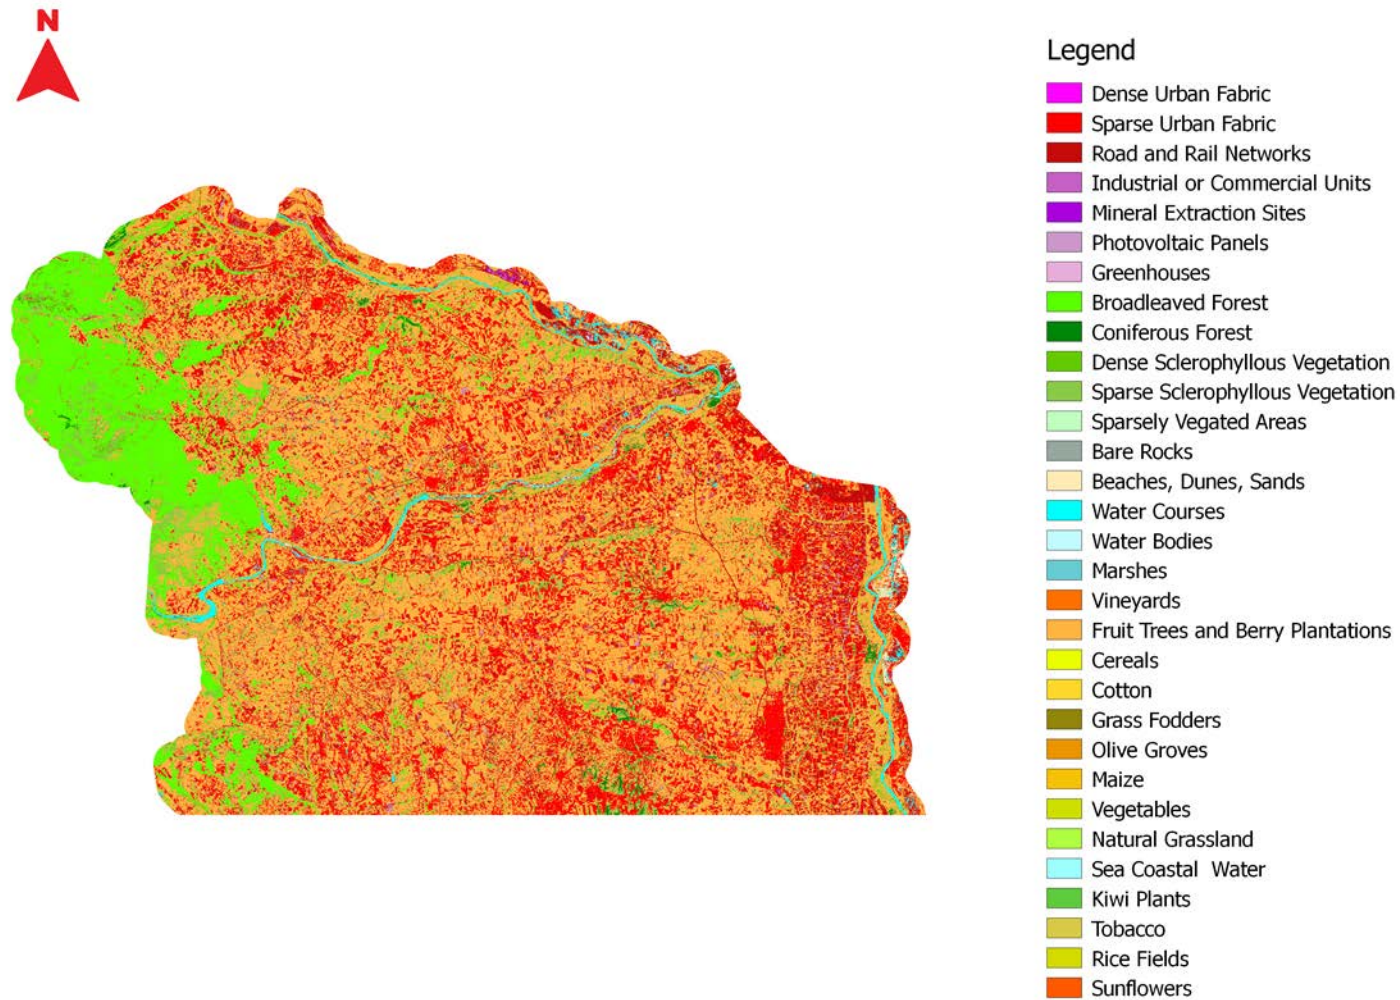 N
Legend
Dense Urban Fabric
Sparse Urban Fabric
Road and Rail Networks
Industrial or Commercial Units
Mineral Extraction Sites
Photovoltaic Panels
Greenhouses
Broadleaved Forest
Coniferous Forest
Dense Sclerophyllous Vegetation
Sparse Sclerophyllous Vegetation
Sparsely Vegated Areas
Bare Rocks
Beaches, Dunes, Sands
Water Courses
Water Bodies
Marshes
Vineyards
Fruit Trees and Berry Plantations
Cereals
Cotton
Grass Fodders
Olive Groves
Maize
Vegetables
Natural Grassland
Sea Coastal  Water
Kiwi Plants
Tobacco
Rice Fields
Sunflowers